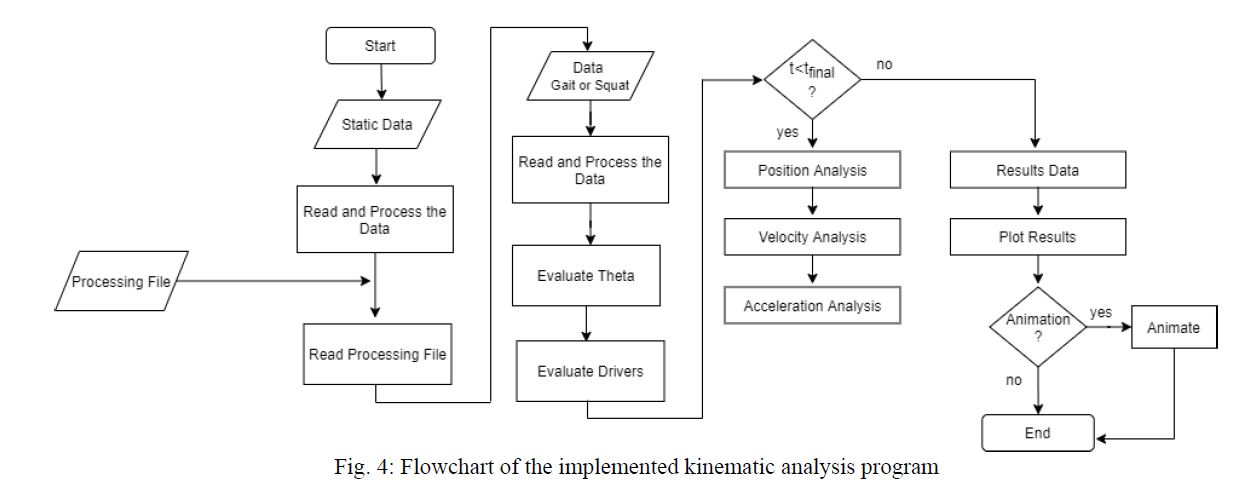 Start
Static Data
Read and Process the
Data
Processing File
Read Processing File
Data
Gait or Squat
Read and Process the
Data
Evaluate Theta
Evaluate Drivers
t<tfinal
?
yes
no
Position Analysis
Velocity Analysis
Acceleration Analysis
Results Data
Plot Results
Animation
?
yes
Animate
no
End
Fig. 4: Flowchart of the implemented kinematic analysis program